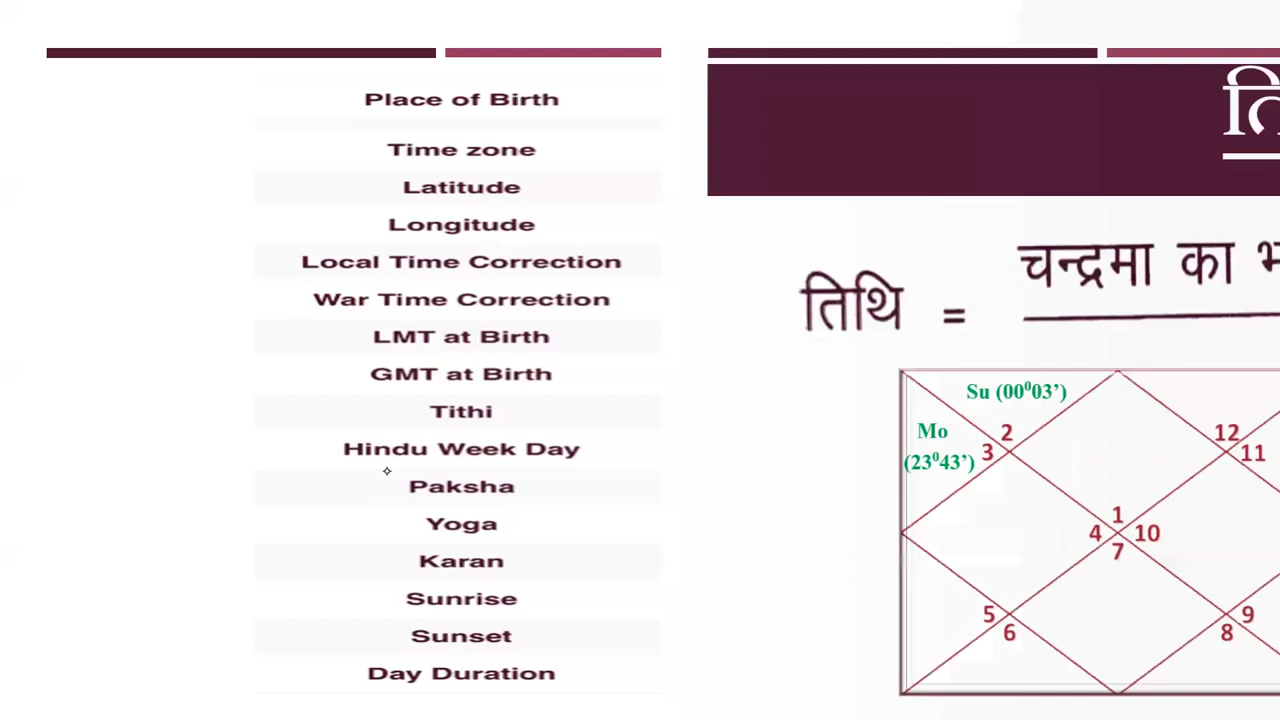 Place of Birth
Time zone
Latitude
Longitude
Local Time Correction
War Time Correction
LMT at Birth
GMT at Birth
Tithi
Hindu Week Day
Paksha
Yoga
Karan
Sunrise
Sunset
Day Duration
चन्द्रमा का
तिथि =
Su (00⁰03’)
Mo
(23⁰43’)
2
3
12
11
1
4
10
7
5
6
9
8